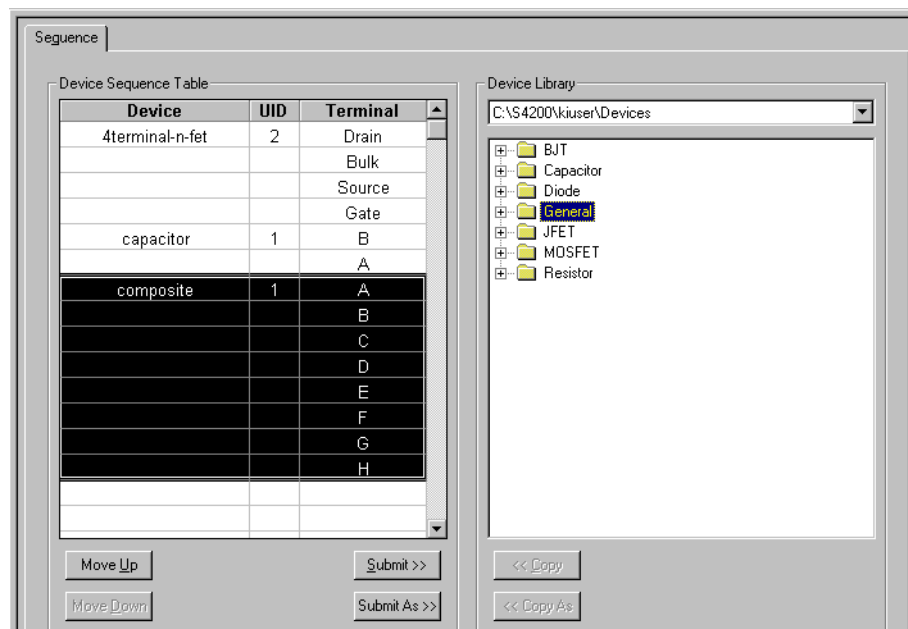 Seguence
Device Sequence Table
Device UID Terminal
4terminal-n-fet 2 Drain
Bulk
Source
Gate
capacitor 1 B
A
composite 1 A
B
C
D
E
F
G
H
Move Up
Submit >>
Move Down
Submit As >>
Device Library
C:\S4200\kiuser\Devices
BJT
Capacitor
Diode
General
JFET
MOSFET
Resistor
<< Copy
<< Copy As